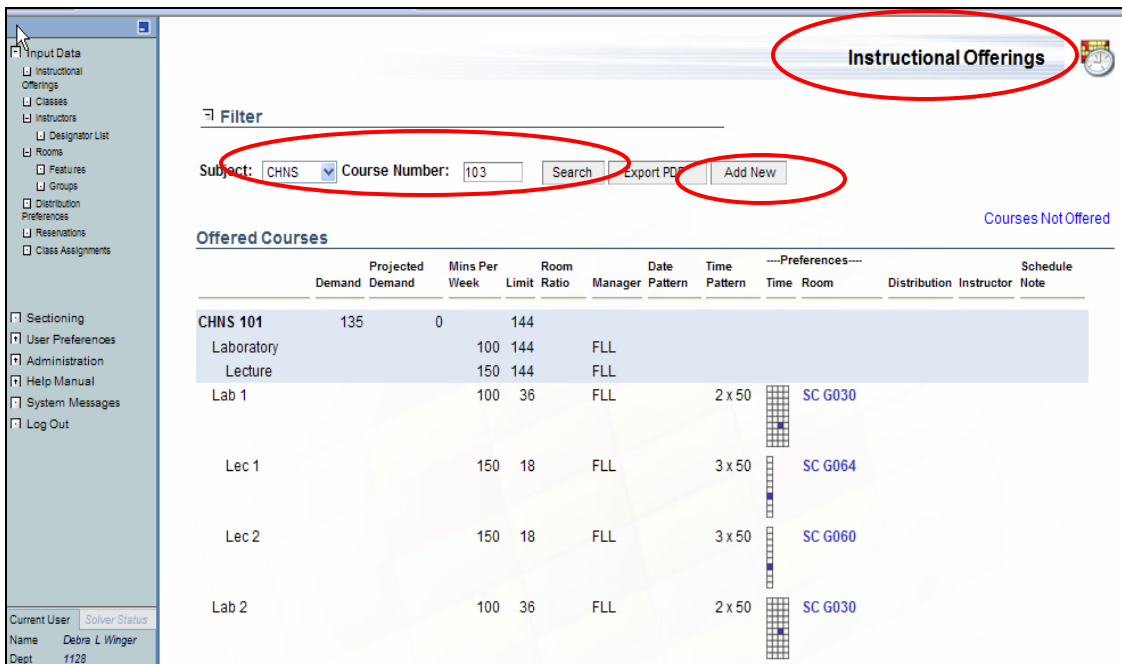 Input Data
Instructional
Offerings
Classes
Instructors
Designator List
Rooms
Features
Groups
Distribution
Preferences
Reservations
Class Assignments
Sectioning
User Preferences
Administration
Help Manual
System Messages
Log Out
Current User Solver Status
Name Debra L Winger
Dept 1128
Instructional Offerings
Filter
Subject: CHNS Course Number: 103 Search Export PDF Add New
Courses Not Offered
Offered Courses
----Preferences----
Projected Mins Per Room Date Time Schedule
Demand Demand Week Limit Ratio Manager Pattern Pattern Time Room Distribution Instructor Note
CHNS 101 135 0 144
Laboratory 100 144 FLL
Lecture 150 144 FLL
Lab 1 100 36 FLL 2 x 50 SC G030
Lec 1 150 18 FLL 3 x 50 SC G064
Lec 2 150 18 FLL 3 x 50 SC G060
Lab 2 100 36 FLL 2 x 50 SC G030